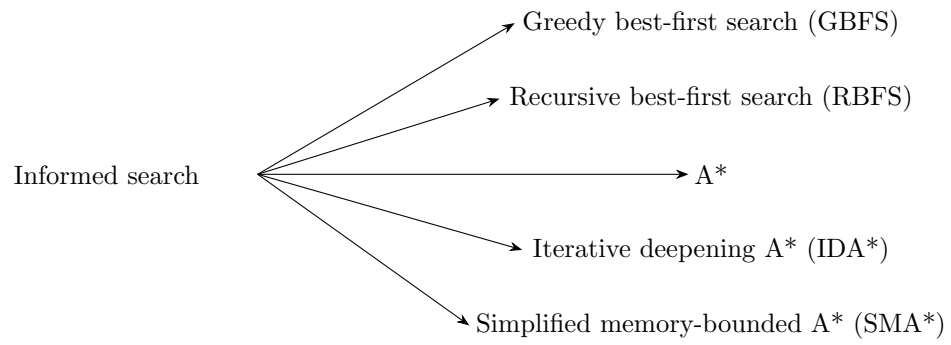 Greedy best-first search (GBFS)
Recursive best-first search (RBFS)
Informed search
A*
Iterative deepening A* (IDA*)
Simplified memory-bounded A* (SMA*)